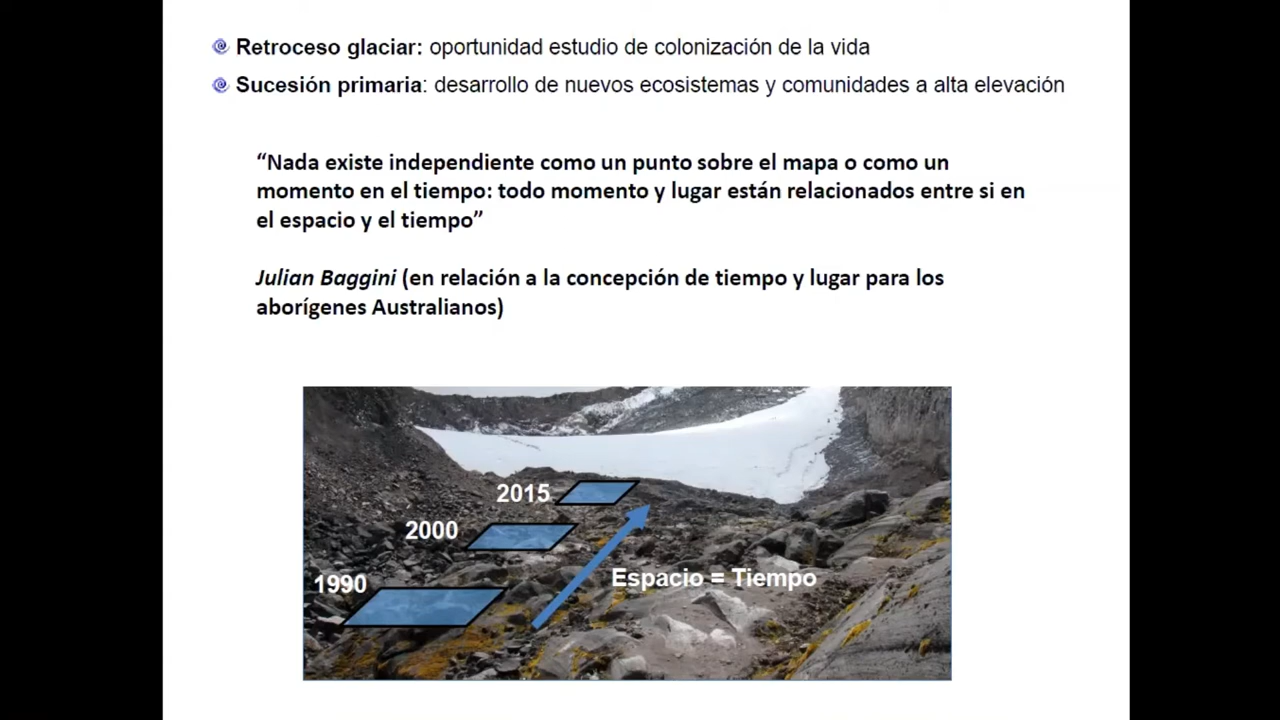 Retroceso glaciar: oportunidad estudio de colonización de la vida
Sucesión primaria: desarrollo de nuevos ecosistemas y comunidades a alta elevación
“Nada existe independiente como un punto sobre el mapa o como un
momento en el tiempo: todo momento y lugar están relacionados entre si en
el espacio y el tiempo”
Julian Baggini (en relación a la concepción de tiempo y lugar para los
aborígenes Australianos)
2015
2000
1990
Espacio = Tiempo